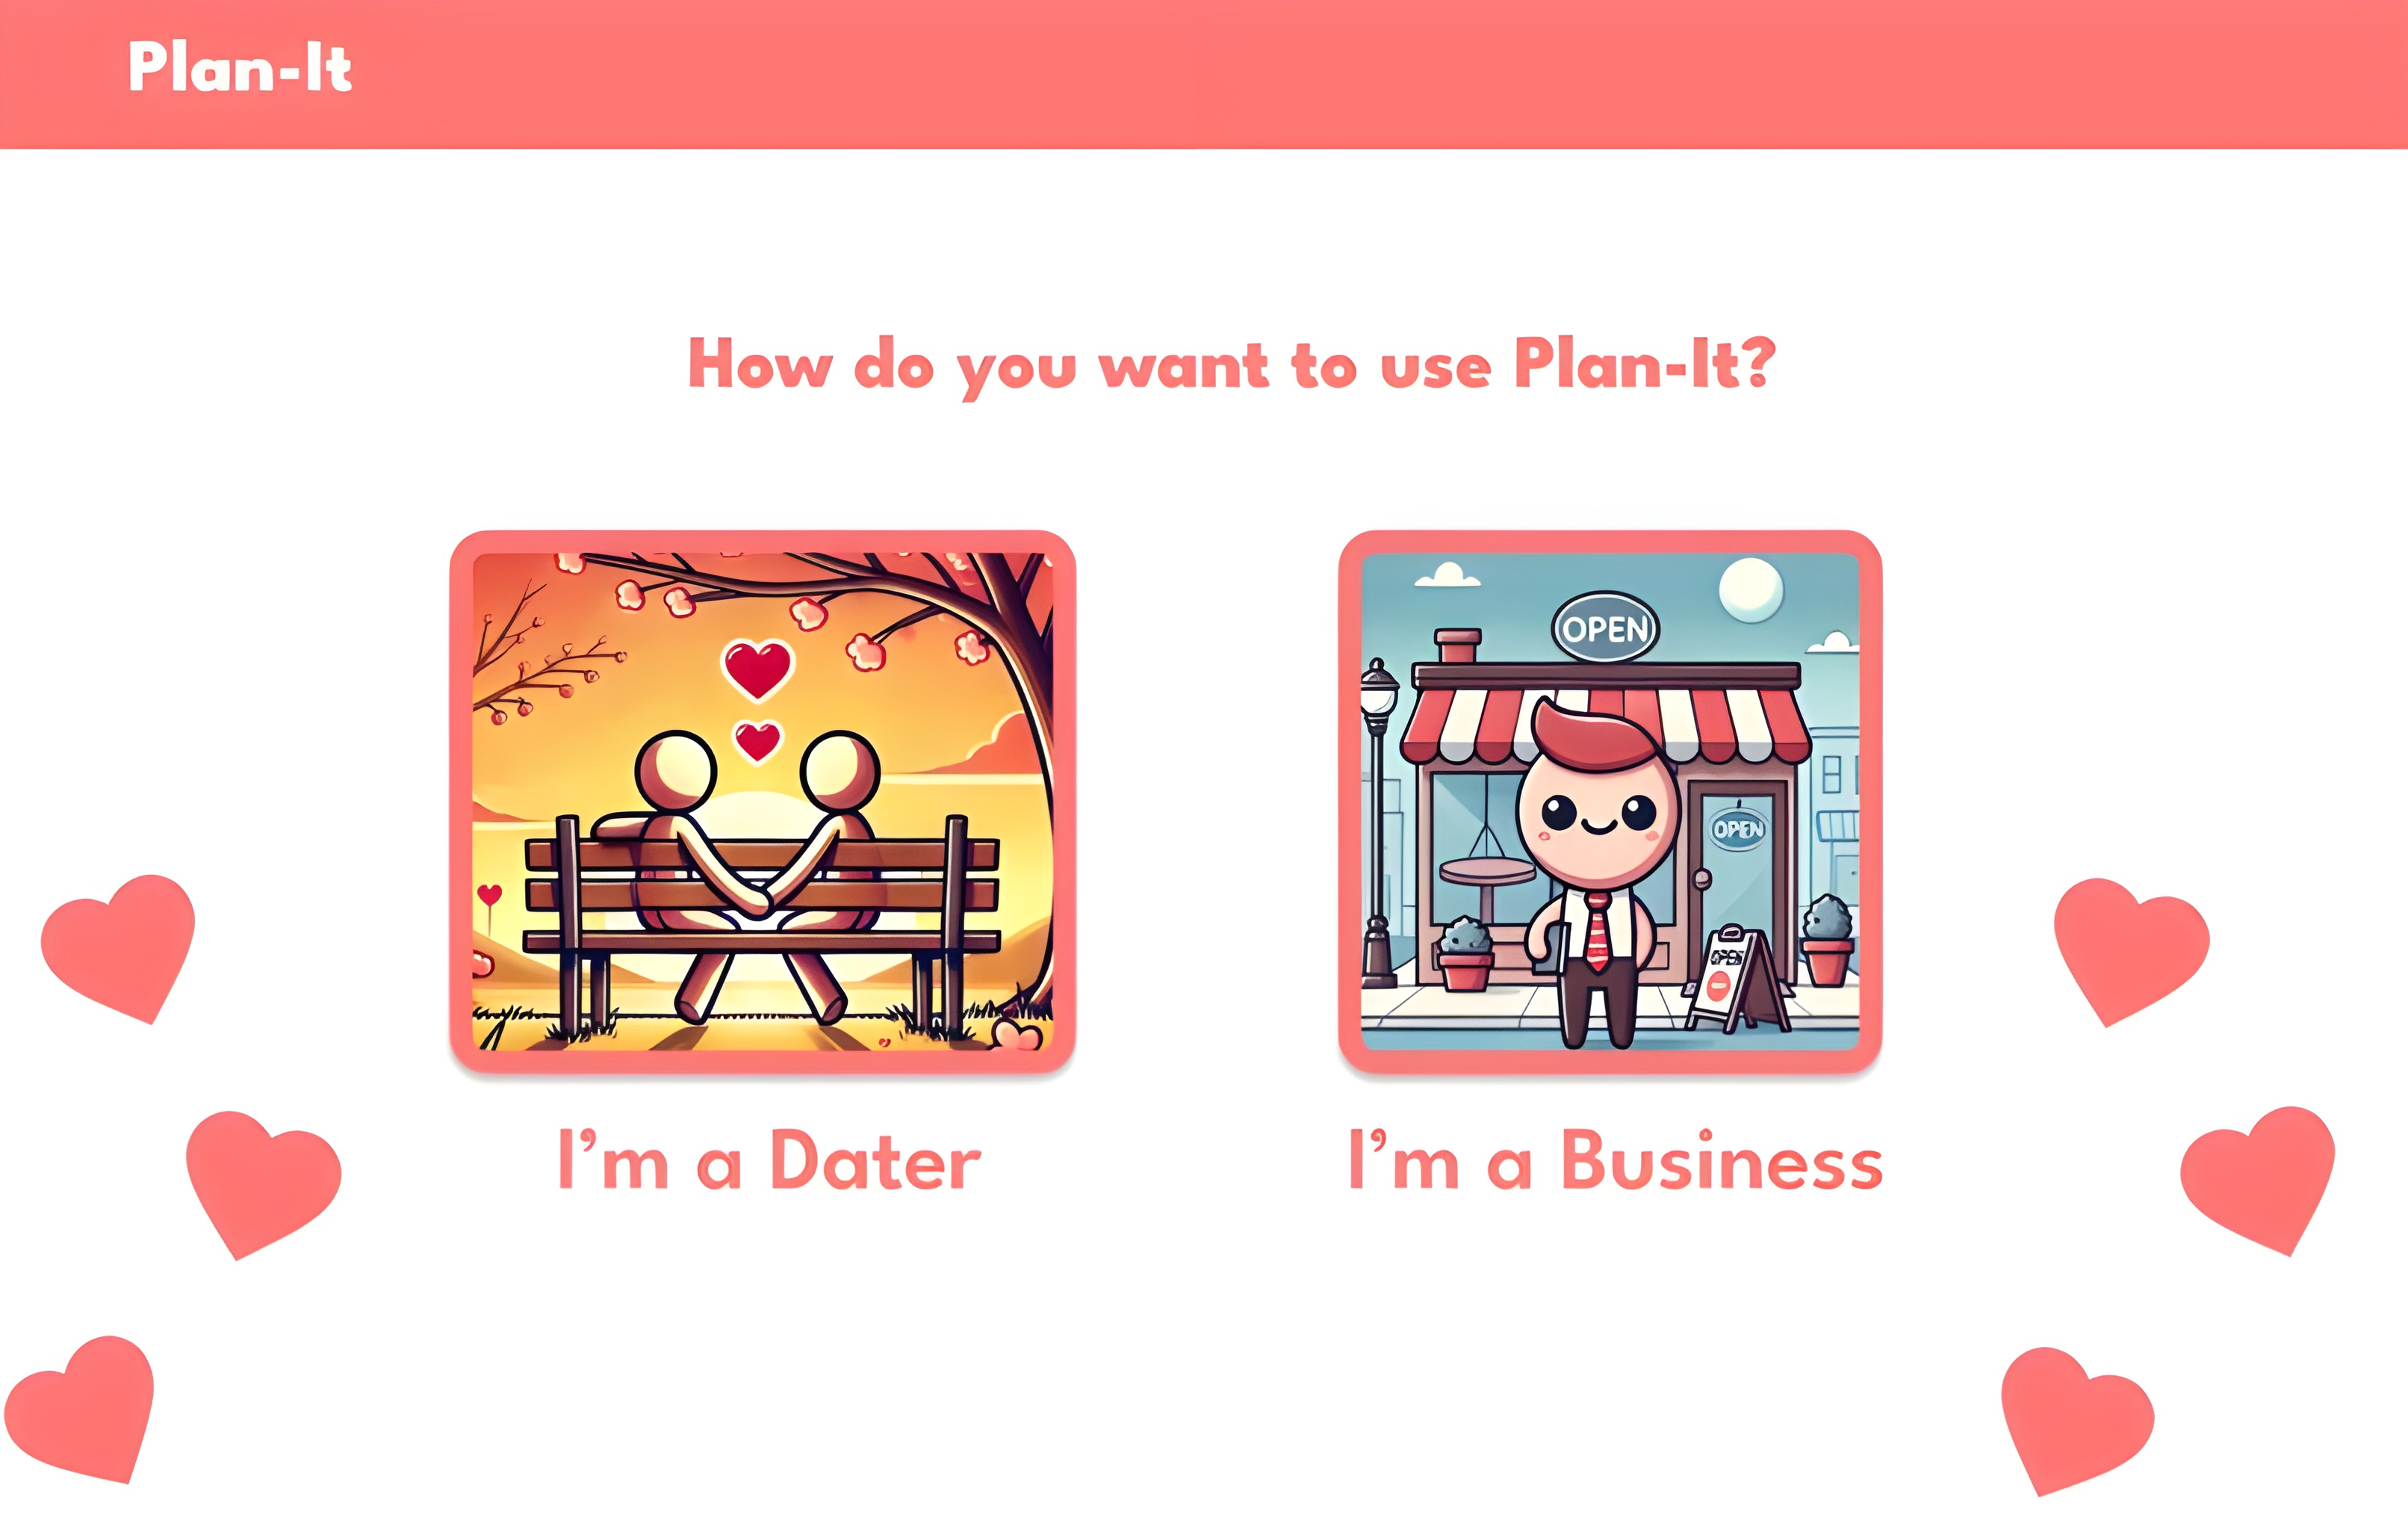 Plan-It
How do you want to use Plan-It?
OPEN
OPEN
I’m a Dater
I’m a Business